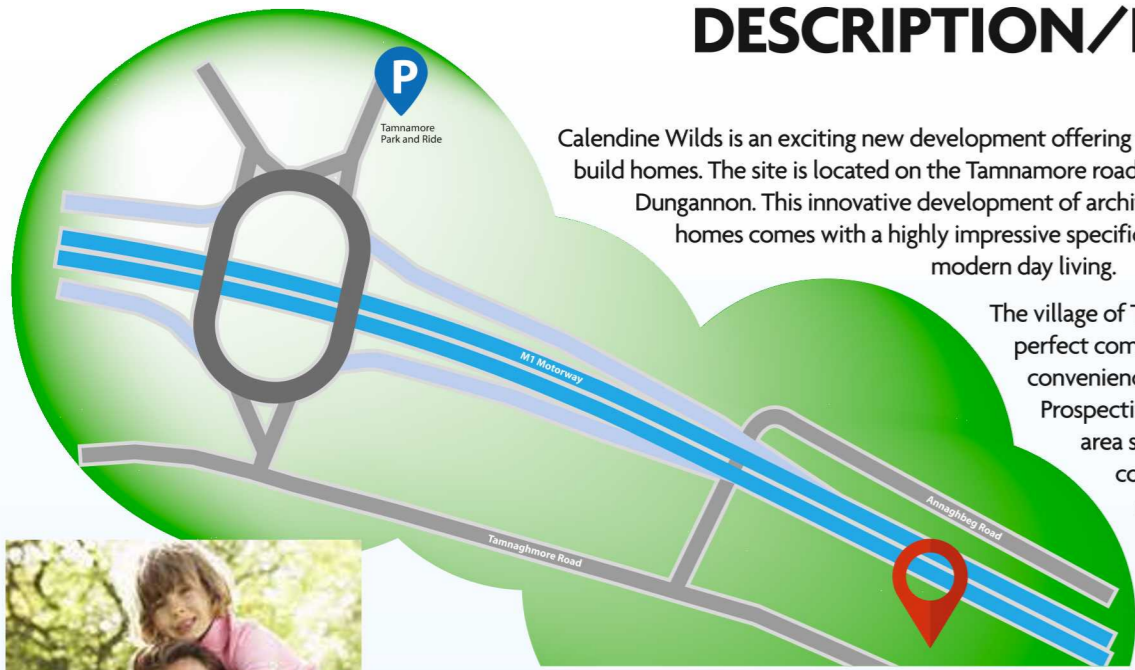 DESCRIPTION/
P
Tamnamore
Park and Ride
Calendine Wilds is an exciting new development offering
build homes. The site is located on the Tamnamore road
Dungannon. This innovative development of archi
homes comes with a highly impressive specific
modern day living.
The village of T
perfect com
convenienc
Prospecti
area s
co
M1 Motorway
Annaghbeg Road
Tamnaghmore Road